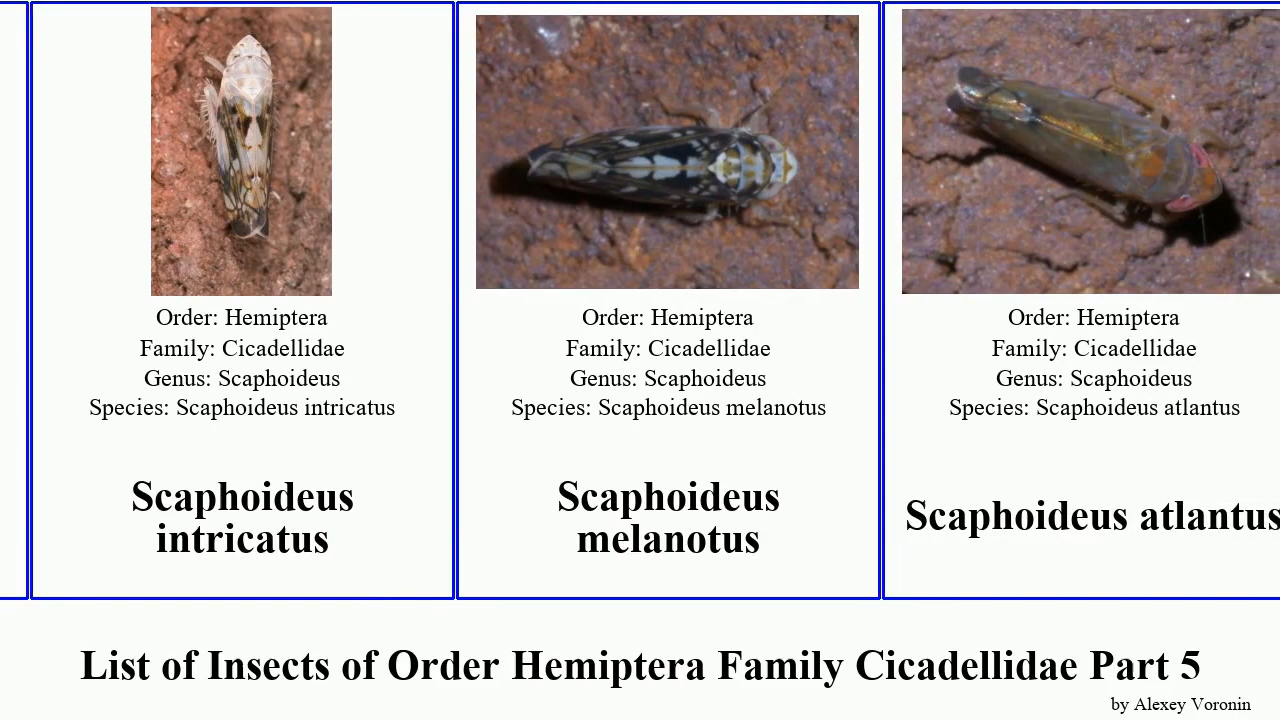 Order: Hemiptera
Family: Cicadellidae
Genus: Scaphoideus
Species: Scaphoideus intricatus
Scaphoideus
intricatus
Order: Hemiptera
Family: Cicadellidae
Genus: Scaphoideus
Species: Scaphoideus melanotus
Scaphoideus
melanotus
Order: Hemiptera
Family: Cicadellidae
Genus: Scaphoideus
Species: Scaphoideus atlantus
Scaphoideus atlantus
List of Insects of Order Hemiptera Family Cicadellidae Part 5
by Alexey Voronin